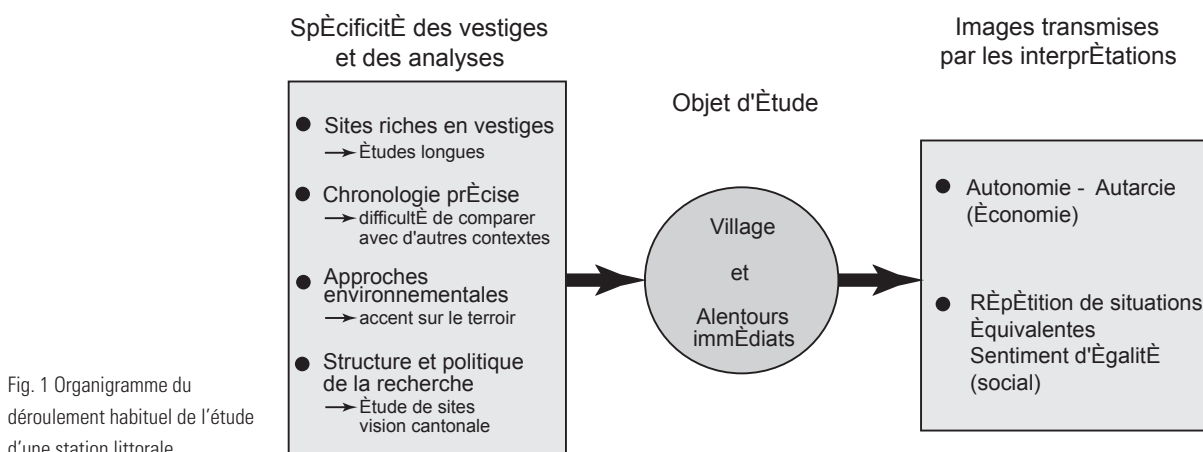 SpÈcificitÈ des vestiges
et des analyses
● Sites riches en vestiges
→ Ètudes longues
● Chronologie prÈcise
→ difficultÈ de comparer
avec d'autres contextes
● Approches
environnementales
→ accent sur le terroir
● Structure et politique
de la recherche
→ Ètude de sites
vision cantonale
Objet d'Ètude
Village
et
Alentours
immÈdiats
Images transmises
par les interprÈtations
● Autonomie - Autarcie
(Èconomie)
● RÈpÈtition de situations
Èquivalentes
Sentiment d'ÈgalitÈ
(social)
Fig. 1 Organigramme du
déroulement habituel de l’étude
d’une station littorale